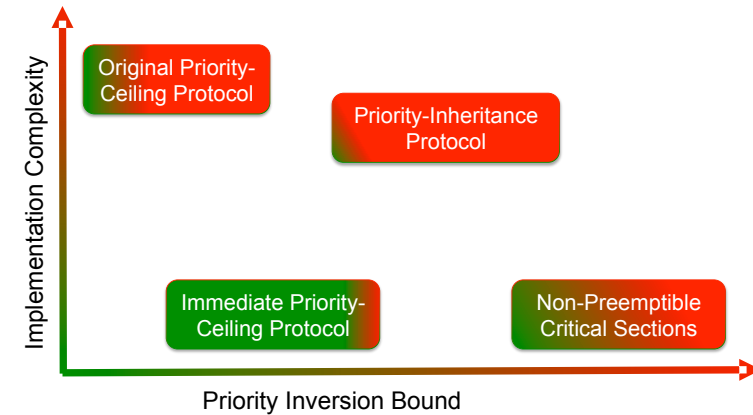 Implementation Complexity
Original Priority-
Ceiling Protocol
Priority-Inheritance
Protocol
Immediate Priority-
Ceiling Protocol
Non-Preemptible
Critical Sections
Priority Inversion Bound